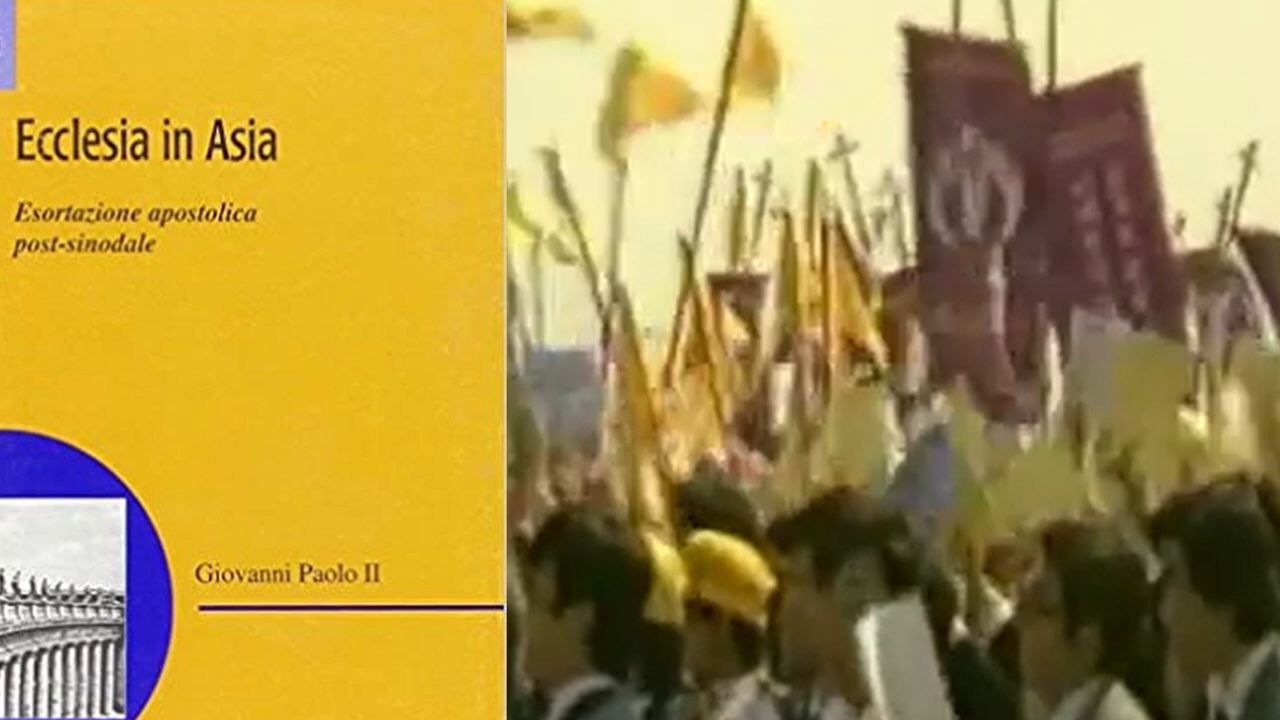 Ecclesia in Asia
Esortazione apostolica
post-sinodale
Giovanni Paolo II